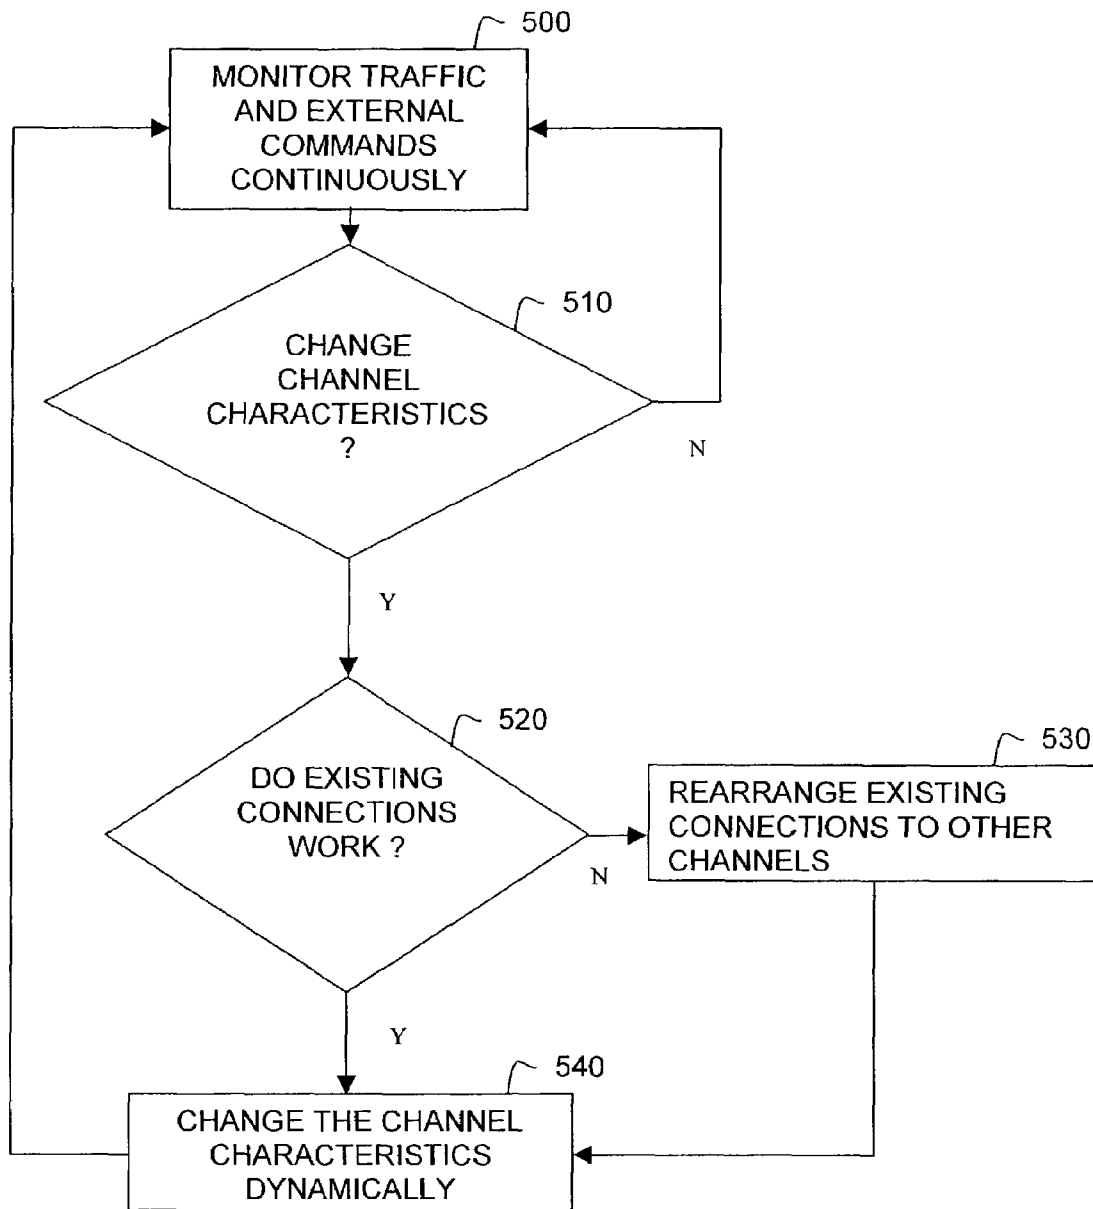 500
MONITOR TRAFFIC
AND EXTERNAL
COMMANDS
CONTINUOUSLY
510
CHANGE
CHANNEL
CHARACTERISTICS
?
N
Y
520
DO EXISTING
CONNECTIONS
WORK ?
N
530
REARRANGE EXISTING
CONNECTIONS TO OTHER
CHANNELS
Y
540
CHANGE THE CHANNEL
CHARACTERISTICS
DYNAMICALLY